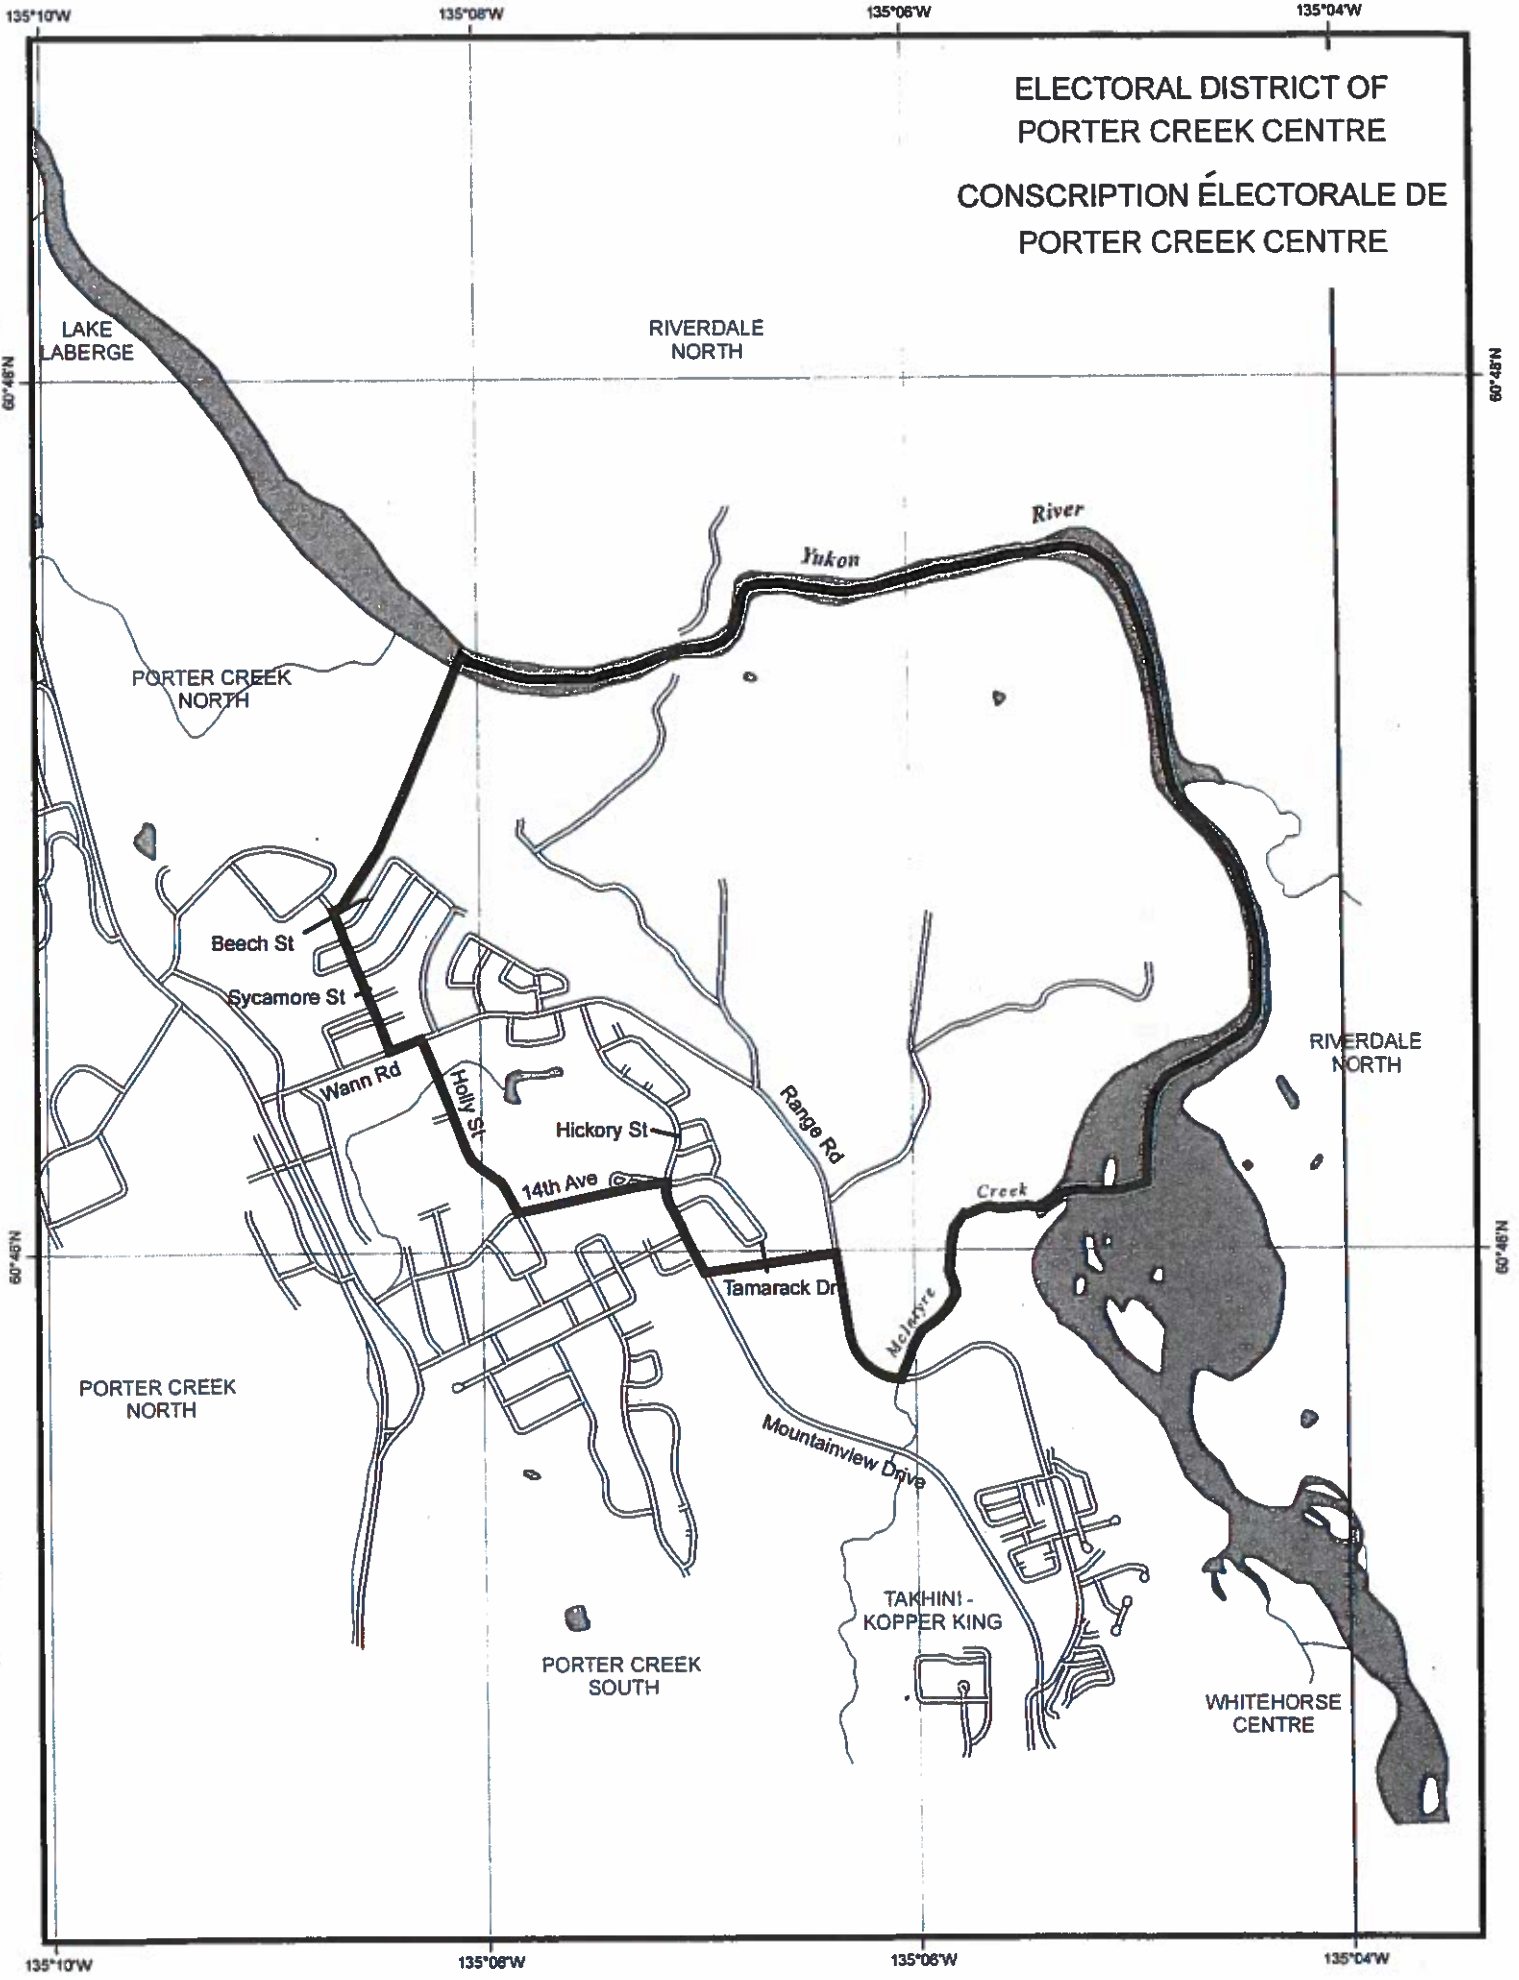 135°10'W
135°08'W
135°06'W
135°04'W
ELECTORAL DISTRICT OF
PORTER CREEK CENTRE
CONSCRIPTION ÉLECTORALE DE
PORTER CREEK CENTRE
LAKE
LABERGE
RIVERDALE
NORTH
60°48'N
60°48'N
River
Yukon
PORTER CREEK
NORTH
Beech St
Sycamore St
RIVERDALE
NORTH
Wann Rd
Holly St
Range Rd
Hickory St
14th Ave
Creek
60°46'N
60°46'N
Tamarack Dr
McIntyre
PORTER CREEK
NORTH
Mountainview Drive
TAKHINI -
KOPPER KING
PORTER CREEK
SOUTH
WHITEHORSE
CENTRE
135°10'W
135°08'W
135°06'W
135°04'W